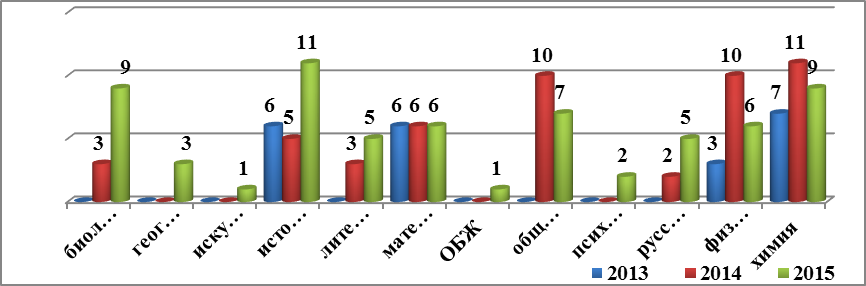 9
3
3
1
6
5
11
3
5
6
6
6
1
10
7
2
2
5
3
10
6
7
11
9
биол…
геог…
иску…
исто…
лите…
мате…
ОБЖ
общ…
псих…
русс…
физ…
химия
2013 2014 2015